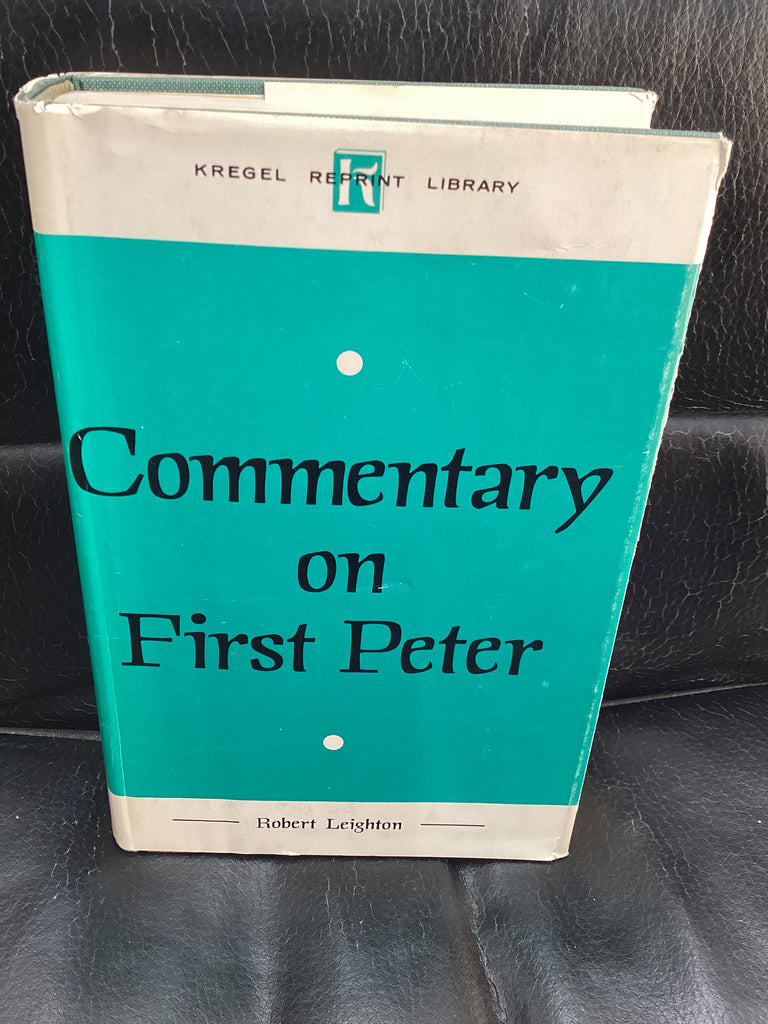 KREGEL REPRINT LIBRARY
K
Commentary
on
First Peter
Robert Leighton